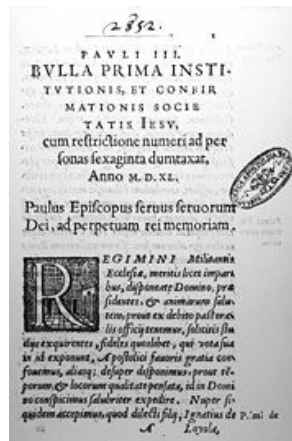 2852.
PAVLI III.
BVLLA PRIMA INSTI-
TVTIONIS, ET CONFIR
MATIONIS SOCIE
TATIS IESV,
cum restrictione numeri ad per
sonas sexaginta dumtaxat,
Anno M. D. XL.
Paulus Episcopus seruus seruorum
Dei, ad perpetuam rei memoriam.
REGIMINI Militantis
Ecclesiæ, meritis licet impari
bus, disponente Domino, præ
sidentes, & animarum salu-
tem, prout ex debito pastora
lis officij tenemur, solicitis stu
dijs exquirentes, fideles quoslibet, qui vota sua
in id exponunt, Apostolici fauoris gratia con
fouemus, aliasq; desuper disponimus, prout tē-
porum, & locorum qualitate pensata, id in Domi
no conspicimus salubriter expedire. Nuper si
quidem accepimus, quod dilecti filij, Ignatius de
A Loyola,